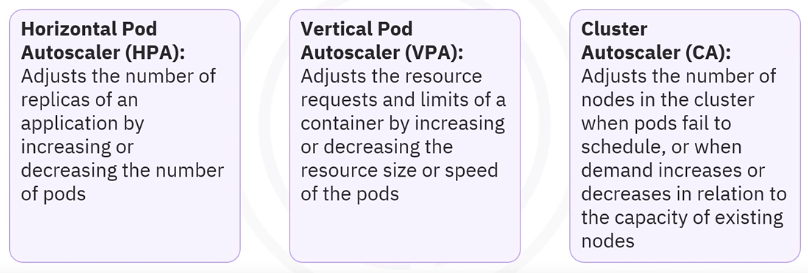 Horizontal Pod
Autoscaler (HPA):
Adjusts the number of
replicas of an
application by
increasing or
decreasing the number
of pods
Vertical Pod
Autoscaler (VPA):
Adjusts the resource
requests and limits of a
container by increasing
or decreasing the
resource size or speed
of the pods
Cluster
Autoscaler (CA):
Adjusts the number of
nodes in the cluster
when pods fail to
schedule, or when
demand increases or
decreases in relation to
the capacity of existing
nodes